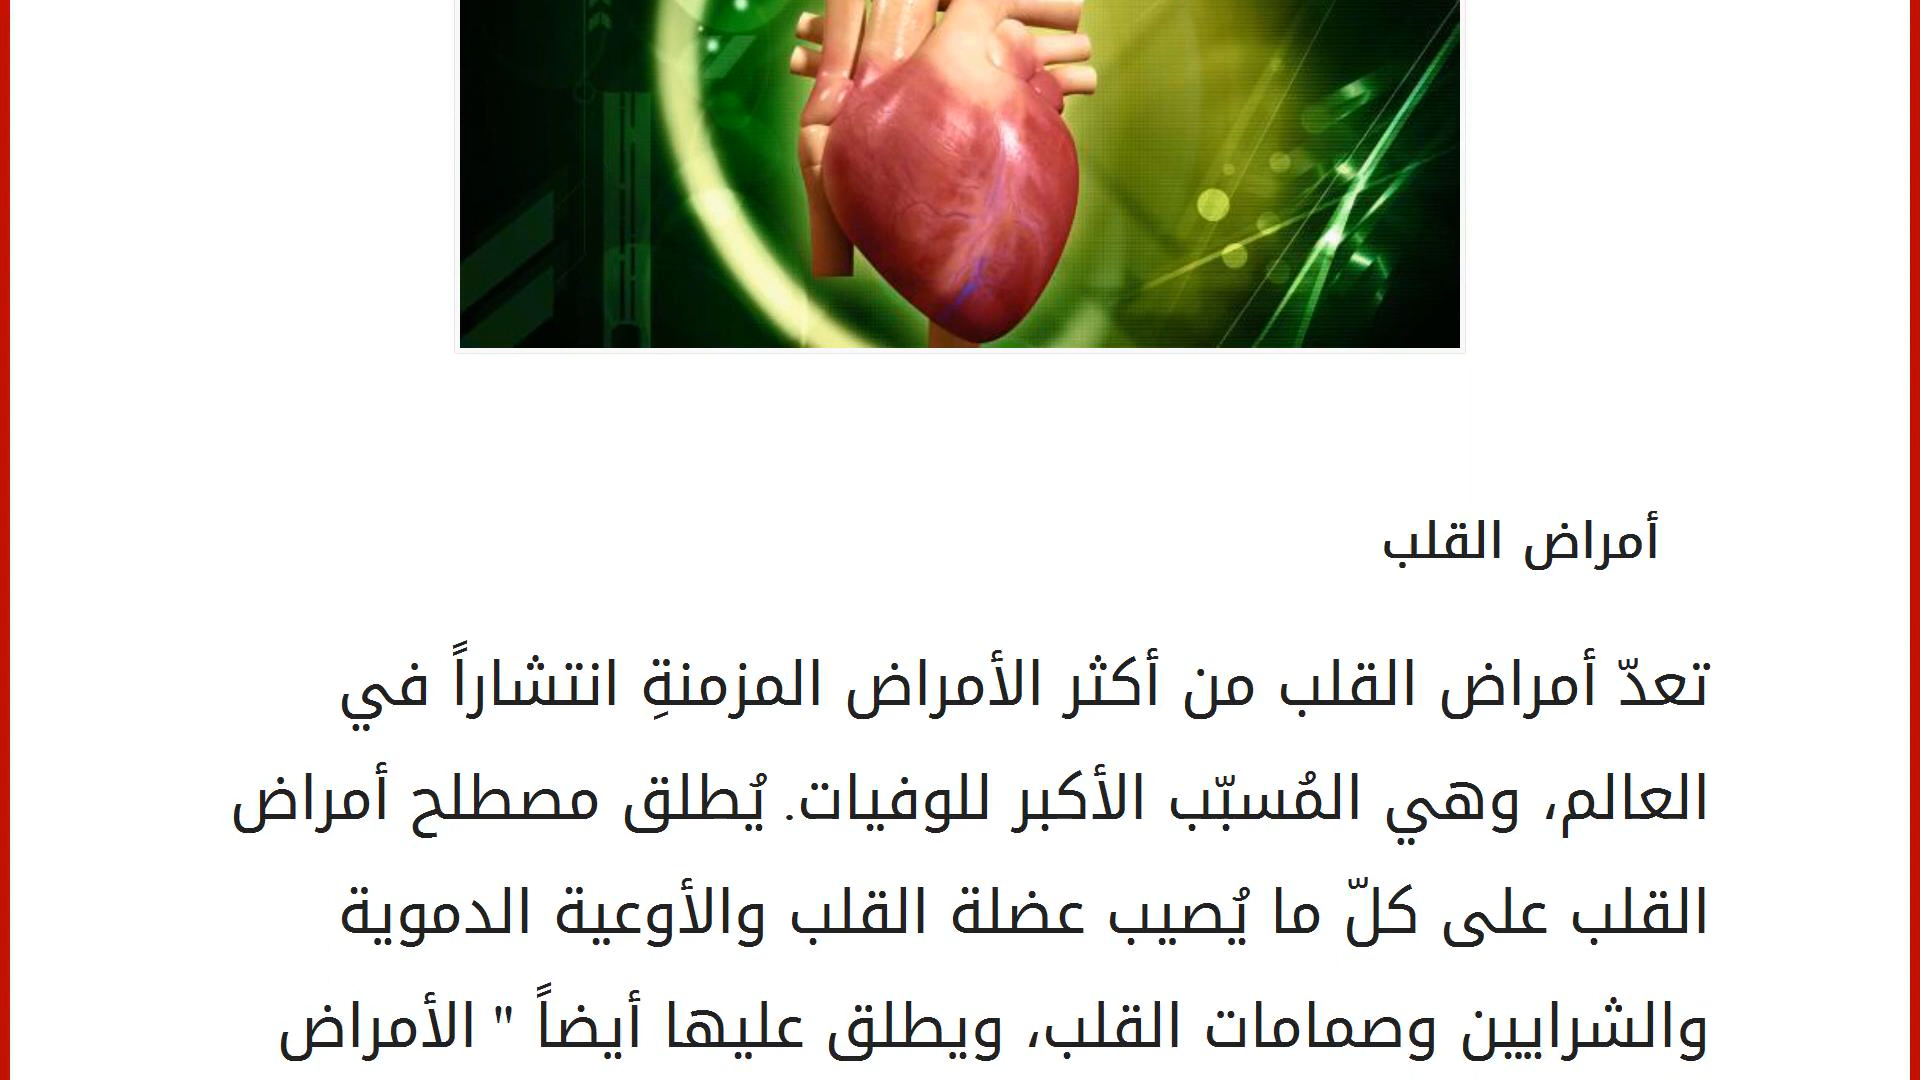 أمراض القلب
تعدّ أمراض القلب من أكثر الأمراض المزمنةِ انتشاراً في
العالم، وهي المُسبّب الأكبر للوفيات. يُطلق مصطلح أمراض
القلب على كلّ ما يُصيب عضلة القلب والأوعية الدموية
والشرايين وصمامات القلب، ويطلق عليها أيضاً " الأمراض